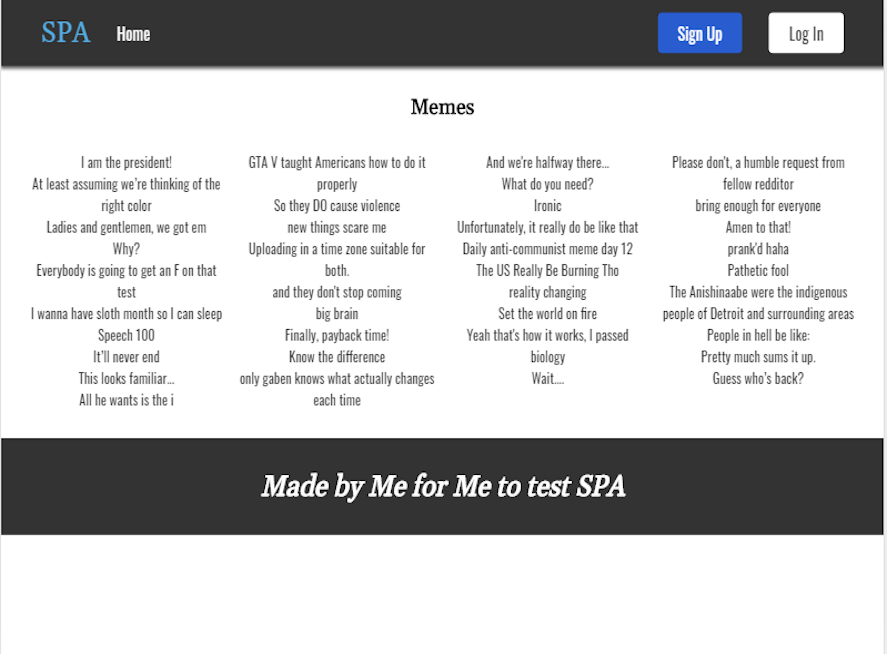 SPA Home Sign Up Log In
Memes
I am the president!
At least assuming we're thinking of the
right color
Ladies and gentlemen, we got em
Why?
Everybody is going to get an F on that
test
I wanna have sloth month so I can sleep
Speech 100
It'll never end
This looks familiar...
All he wants is the i
GTA V taught Americans how to do it
properly
So they DO cause violence
new things scare me
Uploading in a time zone suitable for
both.
and they don't stop coming
big brain
Finally, payback time!
Know the difference
only gaben knows what actually changes
each time
And we're halfway there...
What do you need?
Ironic
Unfortunately, it really do be like that
Daily anti-communist meme day 12
The US Really Be Burning Tho
reality changing
Set the world on fire
Yeah that's how it works, I passed
biology
Wait....
Please don't, a humble request from
fellow redditor
bring enough for everyone
Amen to that!
prank'd haha
Pathetic fool
The Anishinaabe were the indigenous
people of Detroit and surrounding areas
People in hell be like:
Pretty much sums it up.
Guess who's back?
Made by Me for Me to test SPA